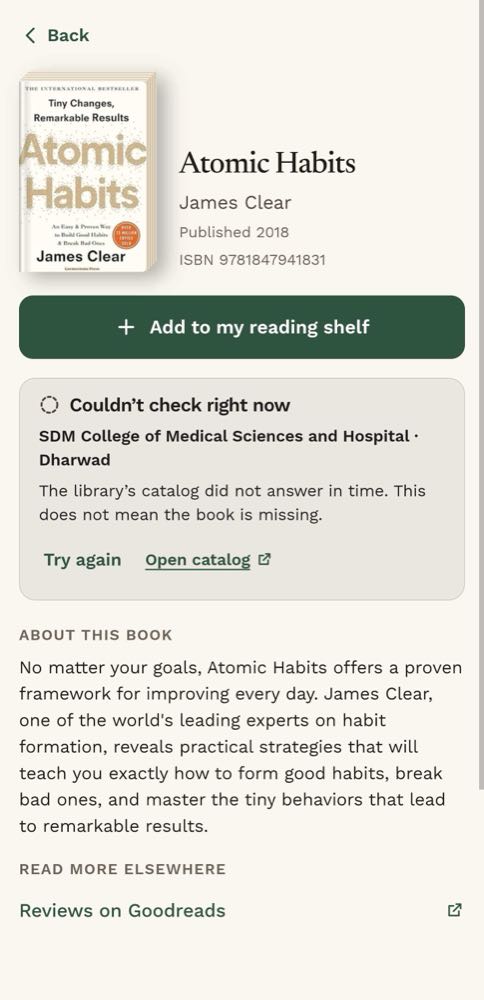 Back
THE INTERNATIONAL BESTSELLER
Tiny Changes,
Remarkable Results
Atomic
Habits
An Easy & Proven Way
to Build Good Habits
& Break Bad Ones
James Clear
Atomic Habits
James Clear
Published 2018
ISBN 9781847941831
Add to my reading shelf
Couldn’t check right now
SDM College of Medical Sciences and Hospital ·
Dharwad
The library’s catalog did not answer in time. This
does not mean the book is missing.
Try again
Open catalog
ABOUT THIS BOOK
No matter your goals, Atomic Habits offers a proven
framework for improving every day. James Clear,
one of the world's leading experts on habit
formation, reveals practical strategies that will
teach you exactly how to form good habits, break
bad ones, and master the tiny behaviors that lead
to remarkable results.
READ MORE ELSEWHERE
Reviews on Goodreads